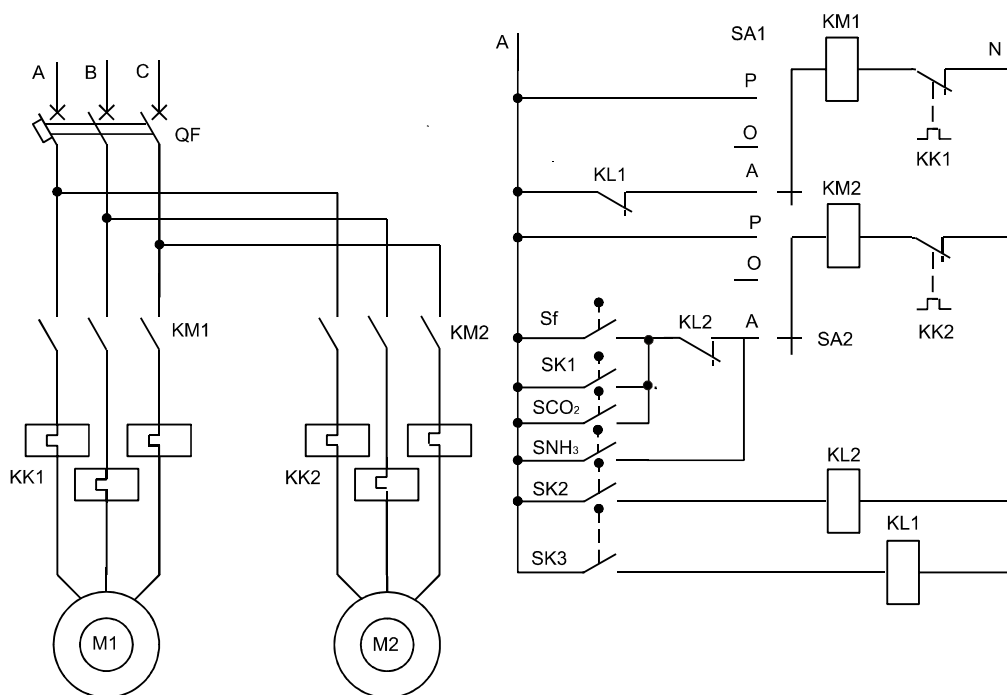 A B C
QF
KM1
KM2
KK1
KK2
M1
M2
A
SA1
KM1
N
P
O
KK1
KL1
A
KM2
P
O
KK2
Sf
KL2
A
SA2
SK1
SCO₂
SNH₃
SK2
KL2
SK3
KL1